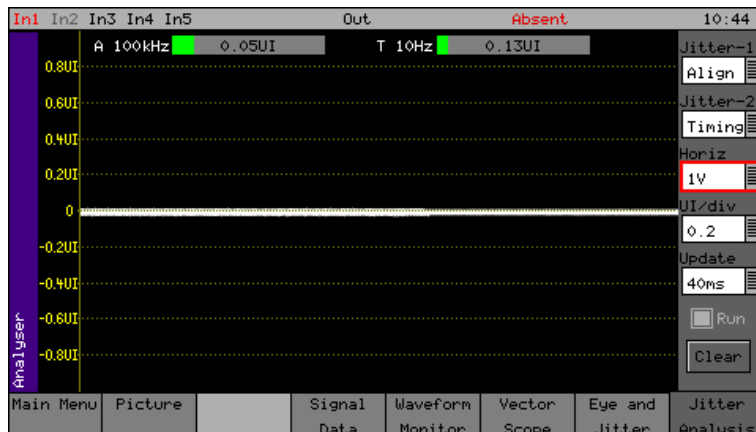 In1 In2 In3 In4 In5 Out Absent 10:44
A 100kHz 0.05UI T 10Hz 0.13UI
0.8UI
0.6UI
0.4UI
0.2UI
0
-0.2UI
-0.4UI
-0.6UI
-0.8UI
Analyser
Jitter-1
Align
Jitter-2
Timing
Horiz
1V
UI/div
0.2
Update
40ms
Run
Clear
Main Menu
Picture
Signal
Data
Waveform
Monitor
Vector
Scope
Eye and
Jitter
Jitter
Analysis